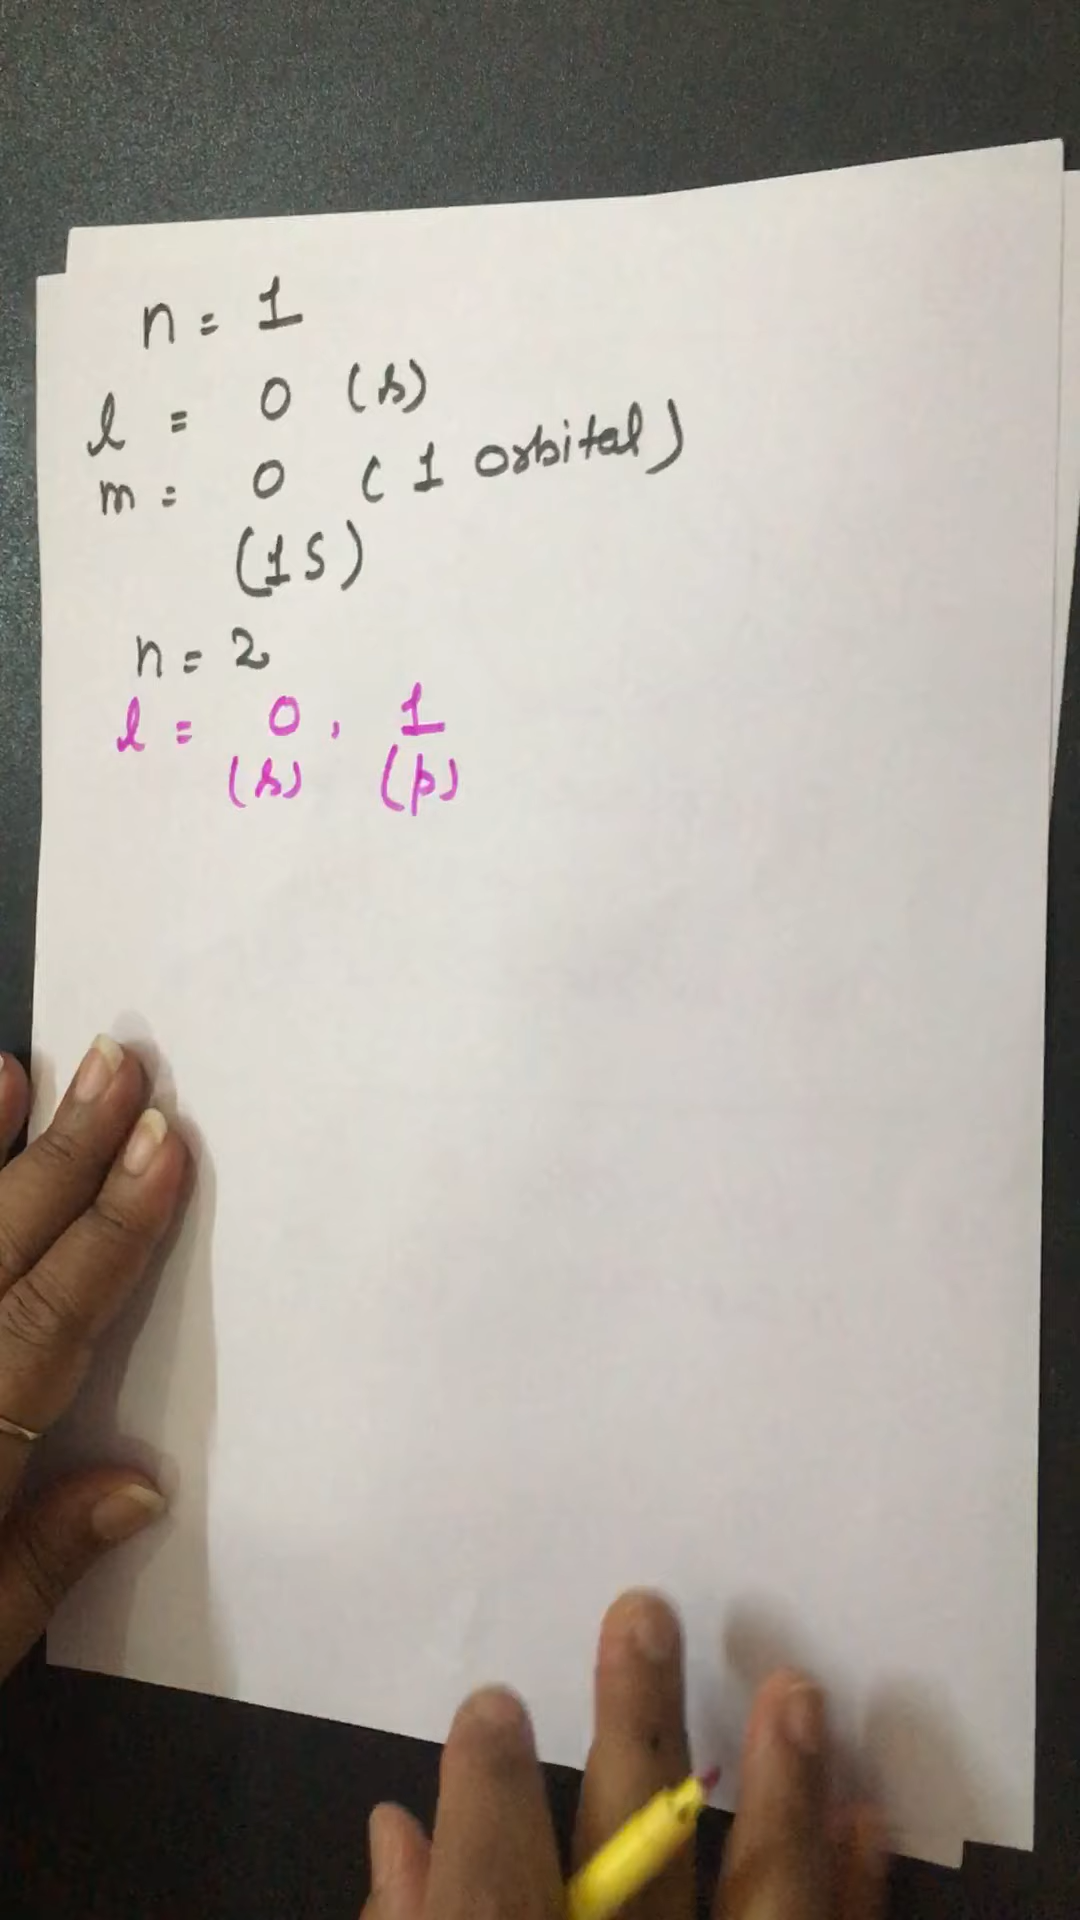 n = 1
l = 0 (s)
m = 0 (1 orbital)
(1S)
n = 2
l = 0, 1
(s) (p)